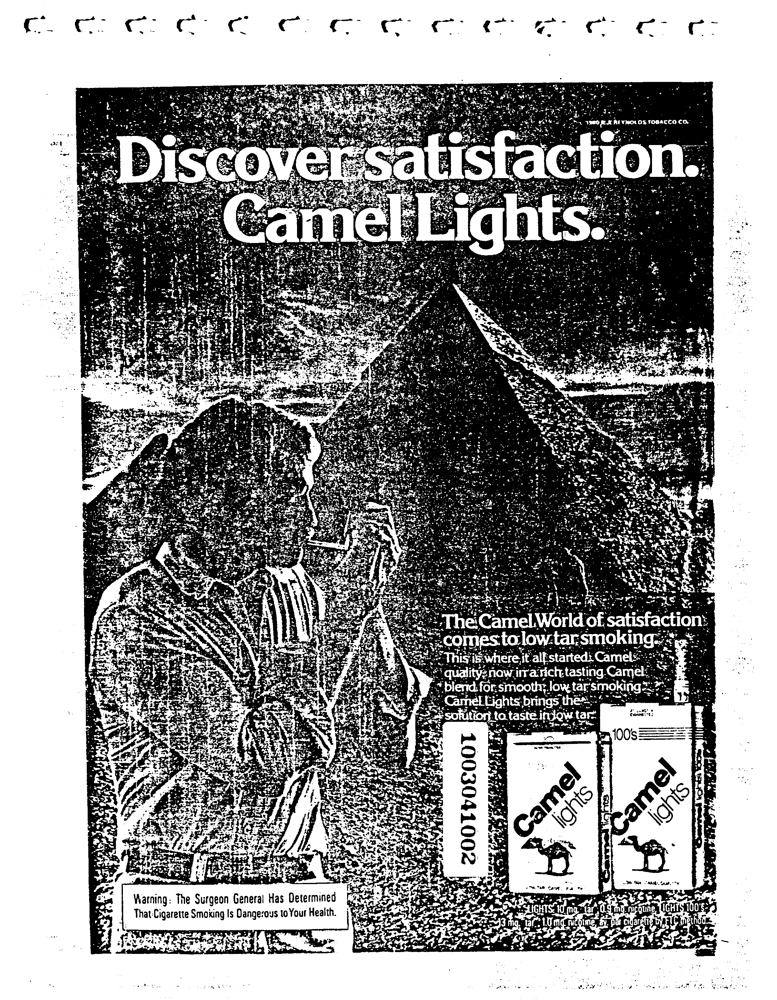 1980 R.J. REYNOLDS TOBACCO CO.
Discover satisfaction.
Camel Lights.
The Camel World of satisfaction
comes to low tar smoking.
This is where it all started. Camel
quality, now in a rich tasting Camel
blend for smooth, low tar smoking.
Camel Lights brings the
solution to taste in low tar.
1003041002
Camel
lights
100's
Camel
lights
Warning: The Surgeon General Has Determined
That Cigarette Smoking Is Dangerous to Your Health.
LIGHTS: 10 mg. "tar", 0.9 mg. nicotine, LIGHTS 100's:
mg. "tar", 1.0 mg. nicotine, av. per cigarette by FTC method.